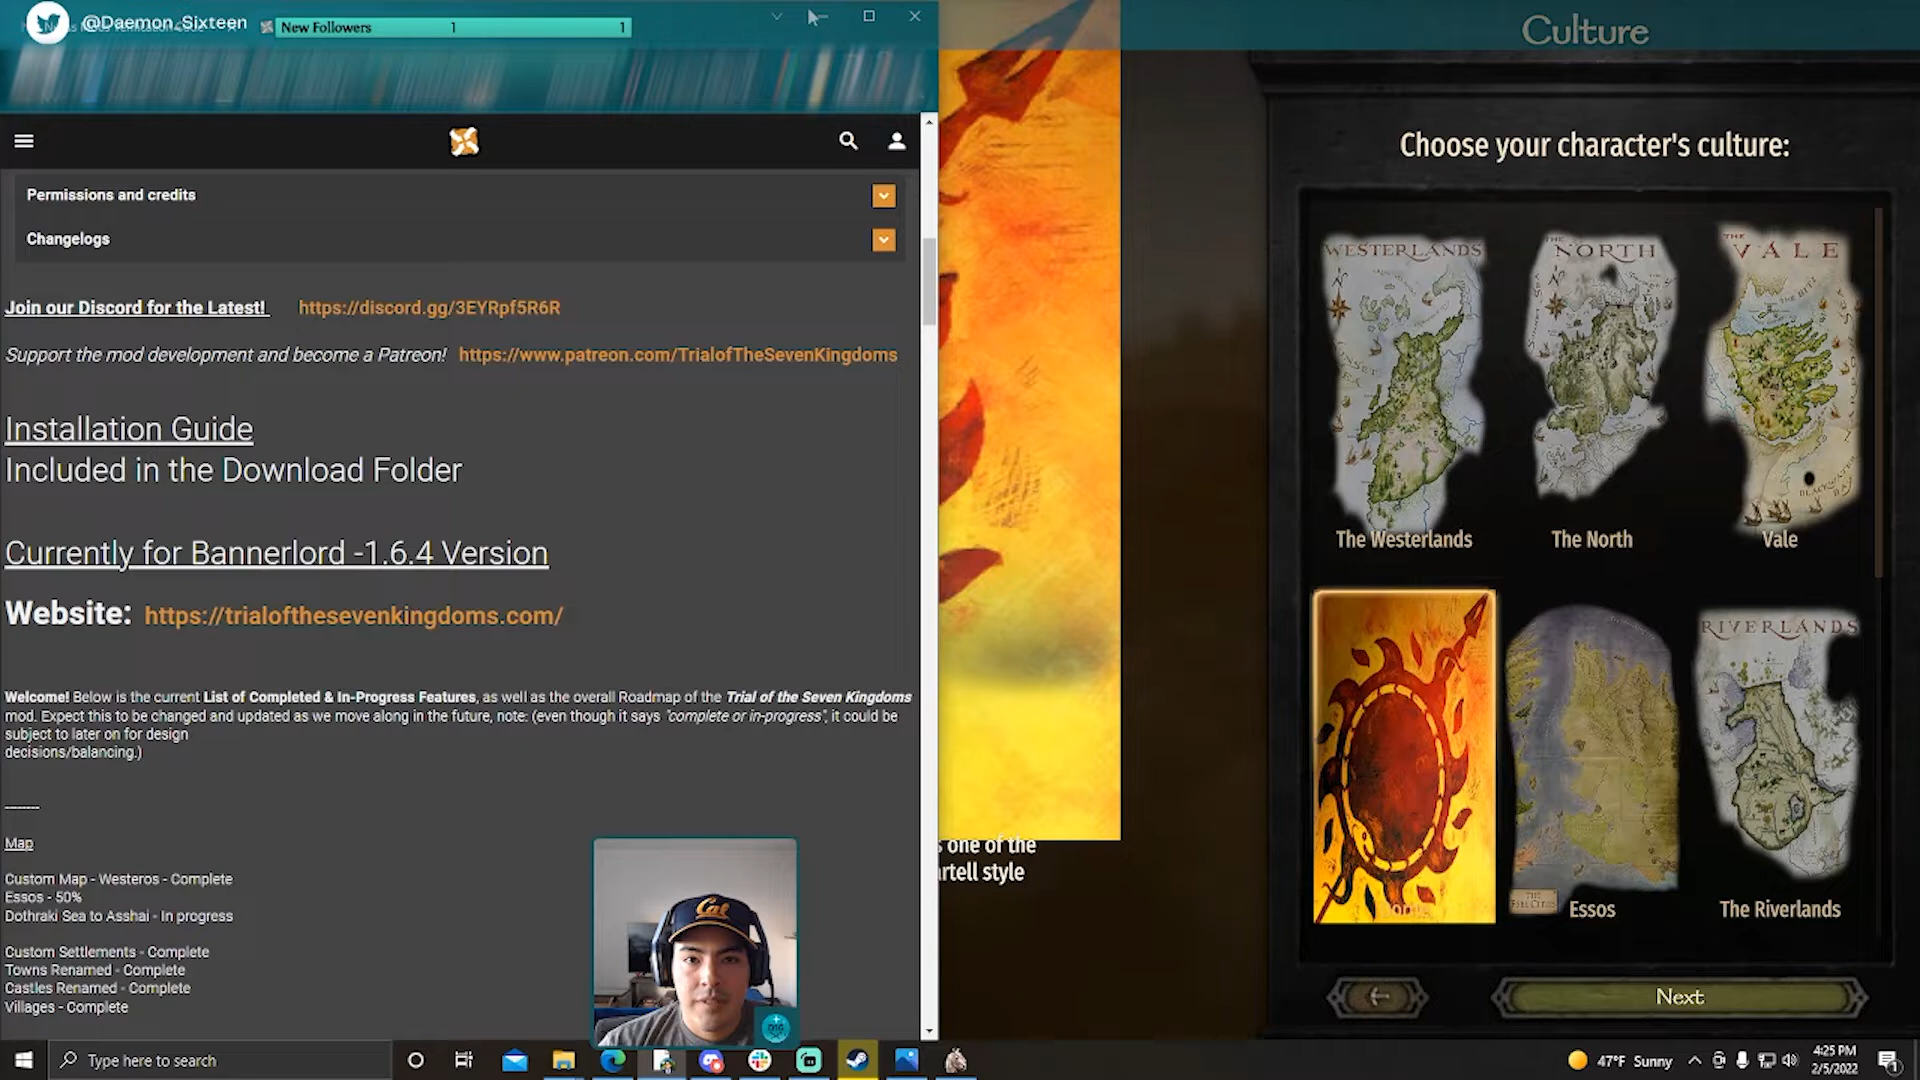 @Daemon_Sixteen
New Followers 1 1
Permissions and credits
Changelogs
Join our Discord for the Latest! https://discord.gg/3EYRpf5R6R
Support the mod development and become a Patreon! https://www.patreon.com/TrialofTheSevenKingdoms
Installation Guide
Included in the Download Folder
Currently for Bannerlord -1.6.4 Version
Website: https://trialofthesevenkingdoms.com/
Welcome! Below is the current List of Completed & In-Progress Features, as well as the overall Roadmap of the Trial of the Seven Kingdoms
mod. Expect this to be changed and updated as we move along in the future, note: (even though it says "complete or in-progress", it could be
subject to later on for design
decisions/balancing.)
--------
Map
Custom Map - Westeros - Complete
Essos - 50%
Dothraki Sea to Asshai - In progress
Custom Settlements - Complete
Towns Renamed - Complete
Castles Renamed - Complete
Villages - Complete
Cal
one of the
rtell style
Culture
Choose your character's culture:
WESTERLANDS
THE NORTH
THE VALE
The Westerlands
The North
Vale
RIVERLANDS
Essos
The Riverlands
Next
Type here to search
47°F Sunny
4:25 PM
2/5/2022